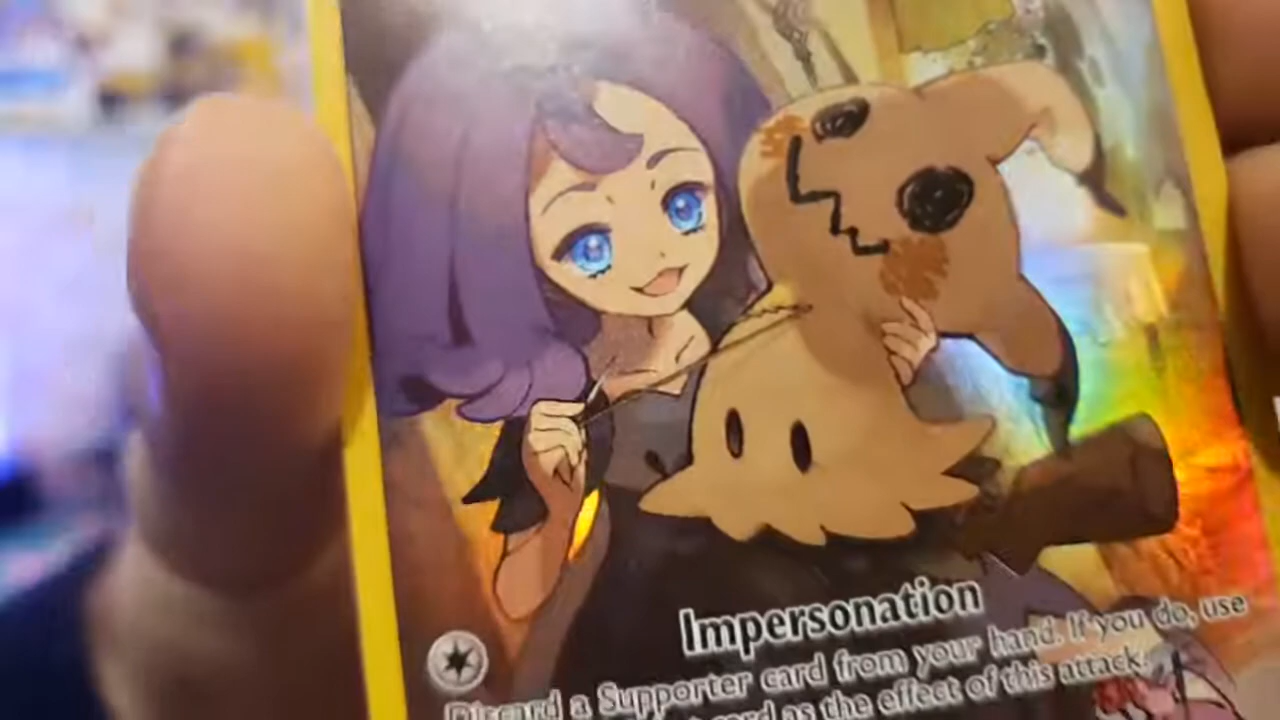 Impersonation
Discard a Supporter card from your hand. If you do, use
card as the effect of this attack.